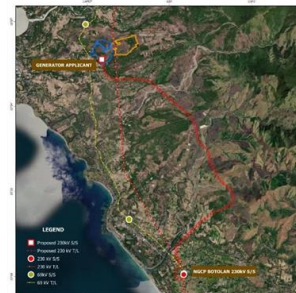 GENERATOR APPLICANT
NGCP BOTOLAN 230kV S/S
LEGEND
Proposed 230kV S/S
Proposed 230 kV T/L
230 kV S/S
230 kV T/L
69kV S/S
69 kV T/L